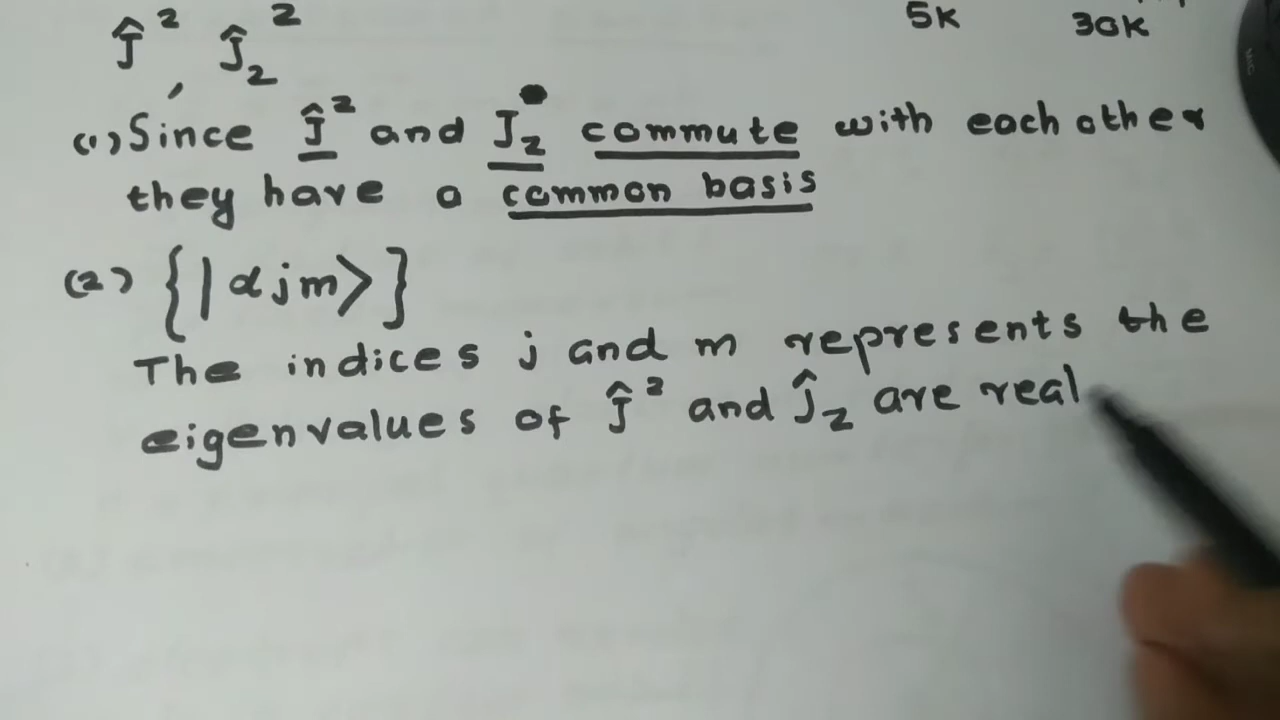 Ĵ², Ĵz²
5K 30K
MIC
(1) Since Ĵ² and Jz commute with each other
they have a common basis
(2) {|αjm>}
The indices j and m represents the
eigenvalues of Ĵ² and Ĵz are real